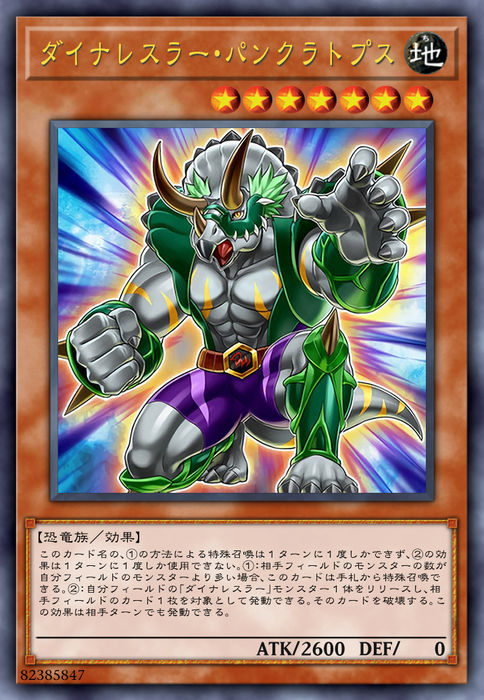 ダイナレスラー・パンクラトプス
ち
地
【恐竜族／効果】
このカード名の、①の方法による特殊召喚は１ターンに１度しかできず、②の効
果は１ターンに１度しか使用できない。①：相手フィールドのモンスターの数が
自分フィールドのモンスターより多い場合、このカードは手札から特殊召喚で
きる。②：自分フィールドの「ダイナレスラー」モンスター１体をリリースし、相
手フィールドのカード１枚を対象として発動できる。そのカードを破壊する。こ
の効果は相手ターンでも発動できる。
ATK/2600 DEF/ 0
82385847